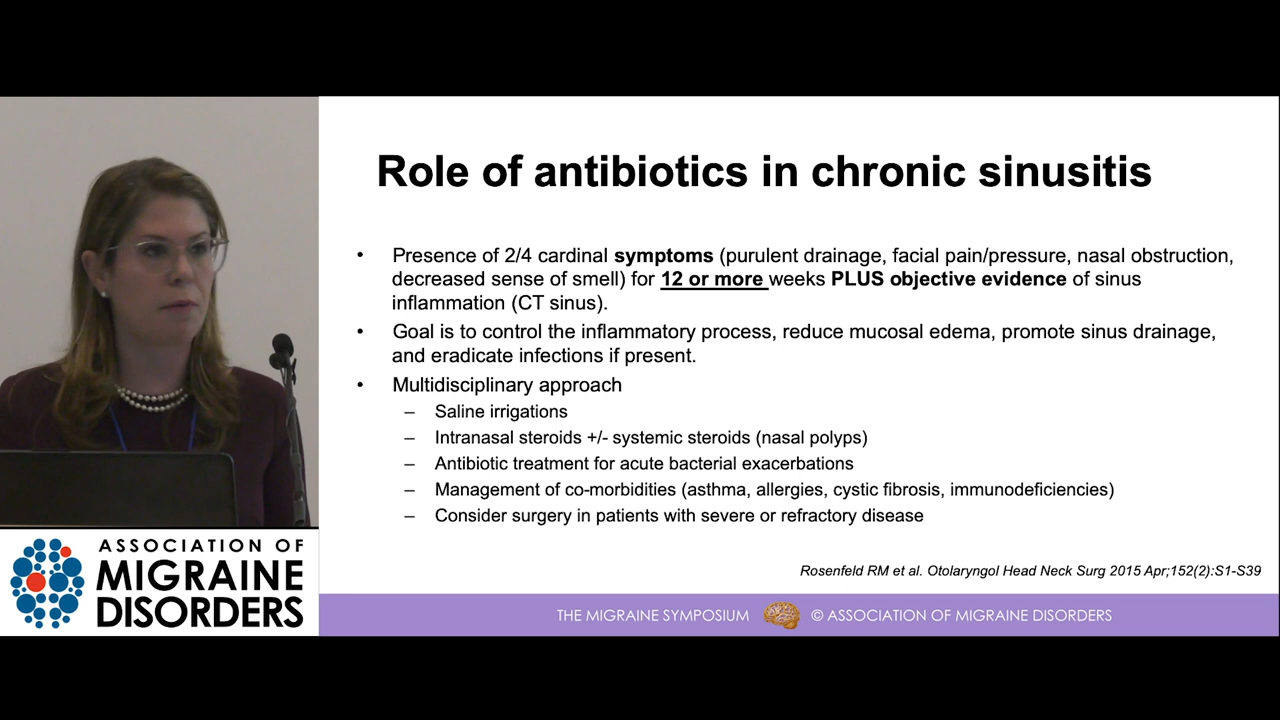 Role of antibiotics in chronic sinusitis
• Presence of 2/4 cardinal symptoms (purulent drainage, facial pain/pressure, nasal obstruction,
decreased sense of smell) for 12 or more weeks PLUS objective evidence of sinus
inflammation (CT sinus).
• Goal is to control the inflammatory process, reduce mucosal edema, promote sinus drainage,
and eradicate infections if present.
• Multidisciplinary approach
– Saline irrigations
– Intranasal steroids +/- systemic steroids (nasal polyps)
– Antibiotic treatment for acute bacterial exacerbations
– Management of co-morbidities (asthma, allergies, cystic fibrosis, immunodeficiencies)
– Consider surgery in patients with severe or refractory disease
Rosenfeld RM et al. Otolaryngol Head Neck Surg 2015 Apr;152(2):S1-S39
ASSOCIATION OF
MIGRAINE
DISORDERS
THE MIGRAINE SYMPOSIUM © ASSOCIATION OF MIGRAINE DISORDERS